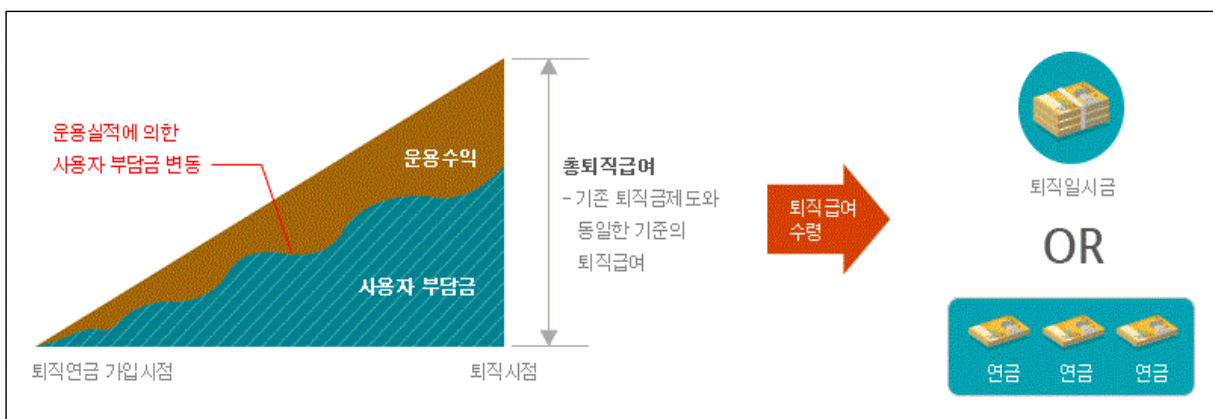 운용실적에 의한
사용자 부담금 변동
운용수익
사용자 부담금
퇴직연금 가입시점
퇴직시점
총퇴직급여
- 기존 퇴직금제도와
동일한 기준의
퇴직급여
퇴직급여
수령
퇴직일시금
OR
연금 연금 연금